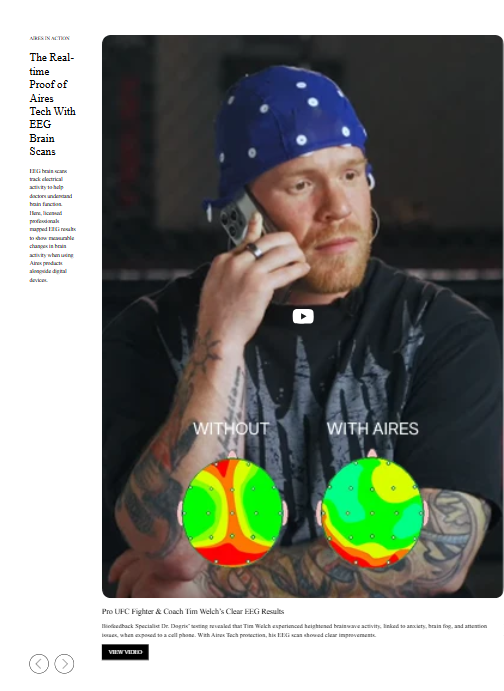 AIRES IN ACTION
The Real-
time
Proof of
Aires
Tech With
EEG
Brain
Scans
EEG brain scans
track electrical
activity to help
doctors understand
brain function.
Here, licensed
professionals
mapped EEG results
to show measurable
changes in brain
activity when using
Aires products
alongside digital
devices.
WITHOUT
WITH AIRES
Pro UFC Fighter & Coach Tim Welch's Clear EEG Results
Biofeedback Specialist Dr. Dogris' testing revealed that Tim Welch experienced heightened brainwave activity, linked to anxiety, brain fog, and attention
issues, when exposed to a cell phone. With Aires Tech protection, his EEG scan showed clear improvements.
VIEW VIDEO